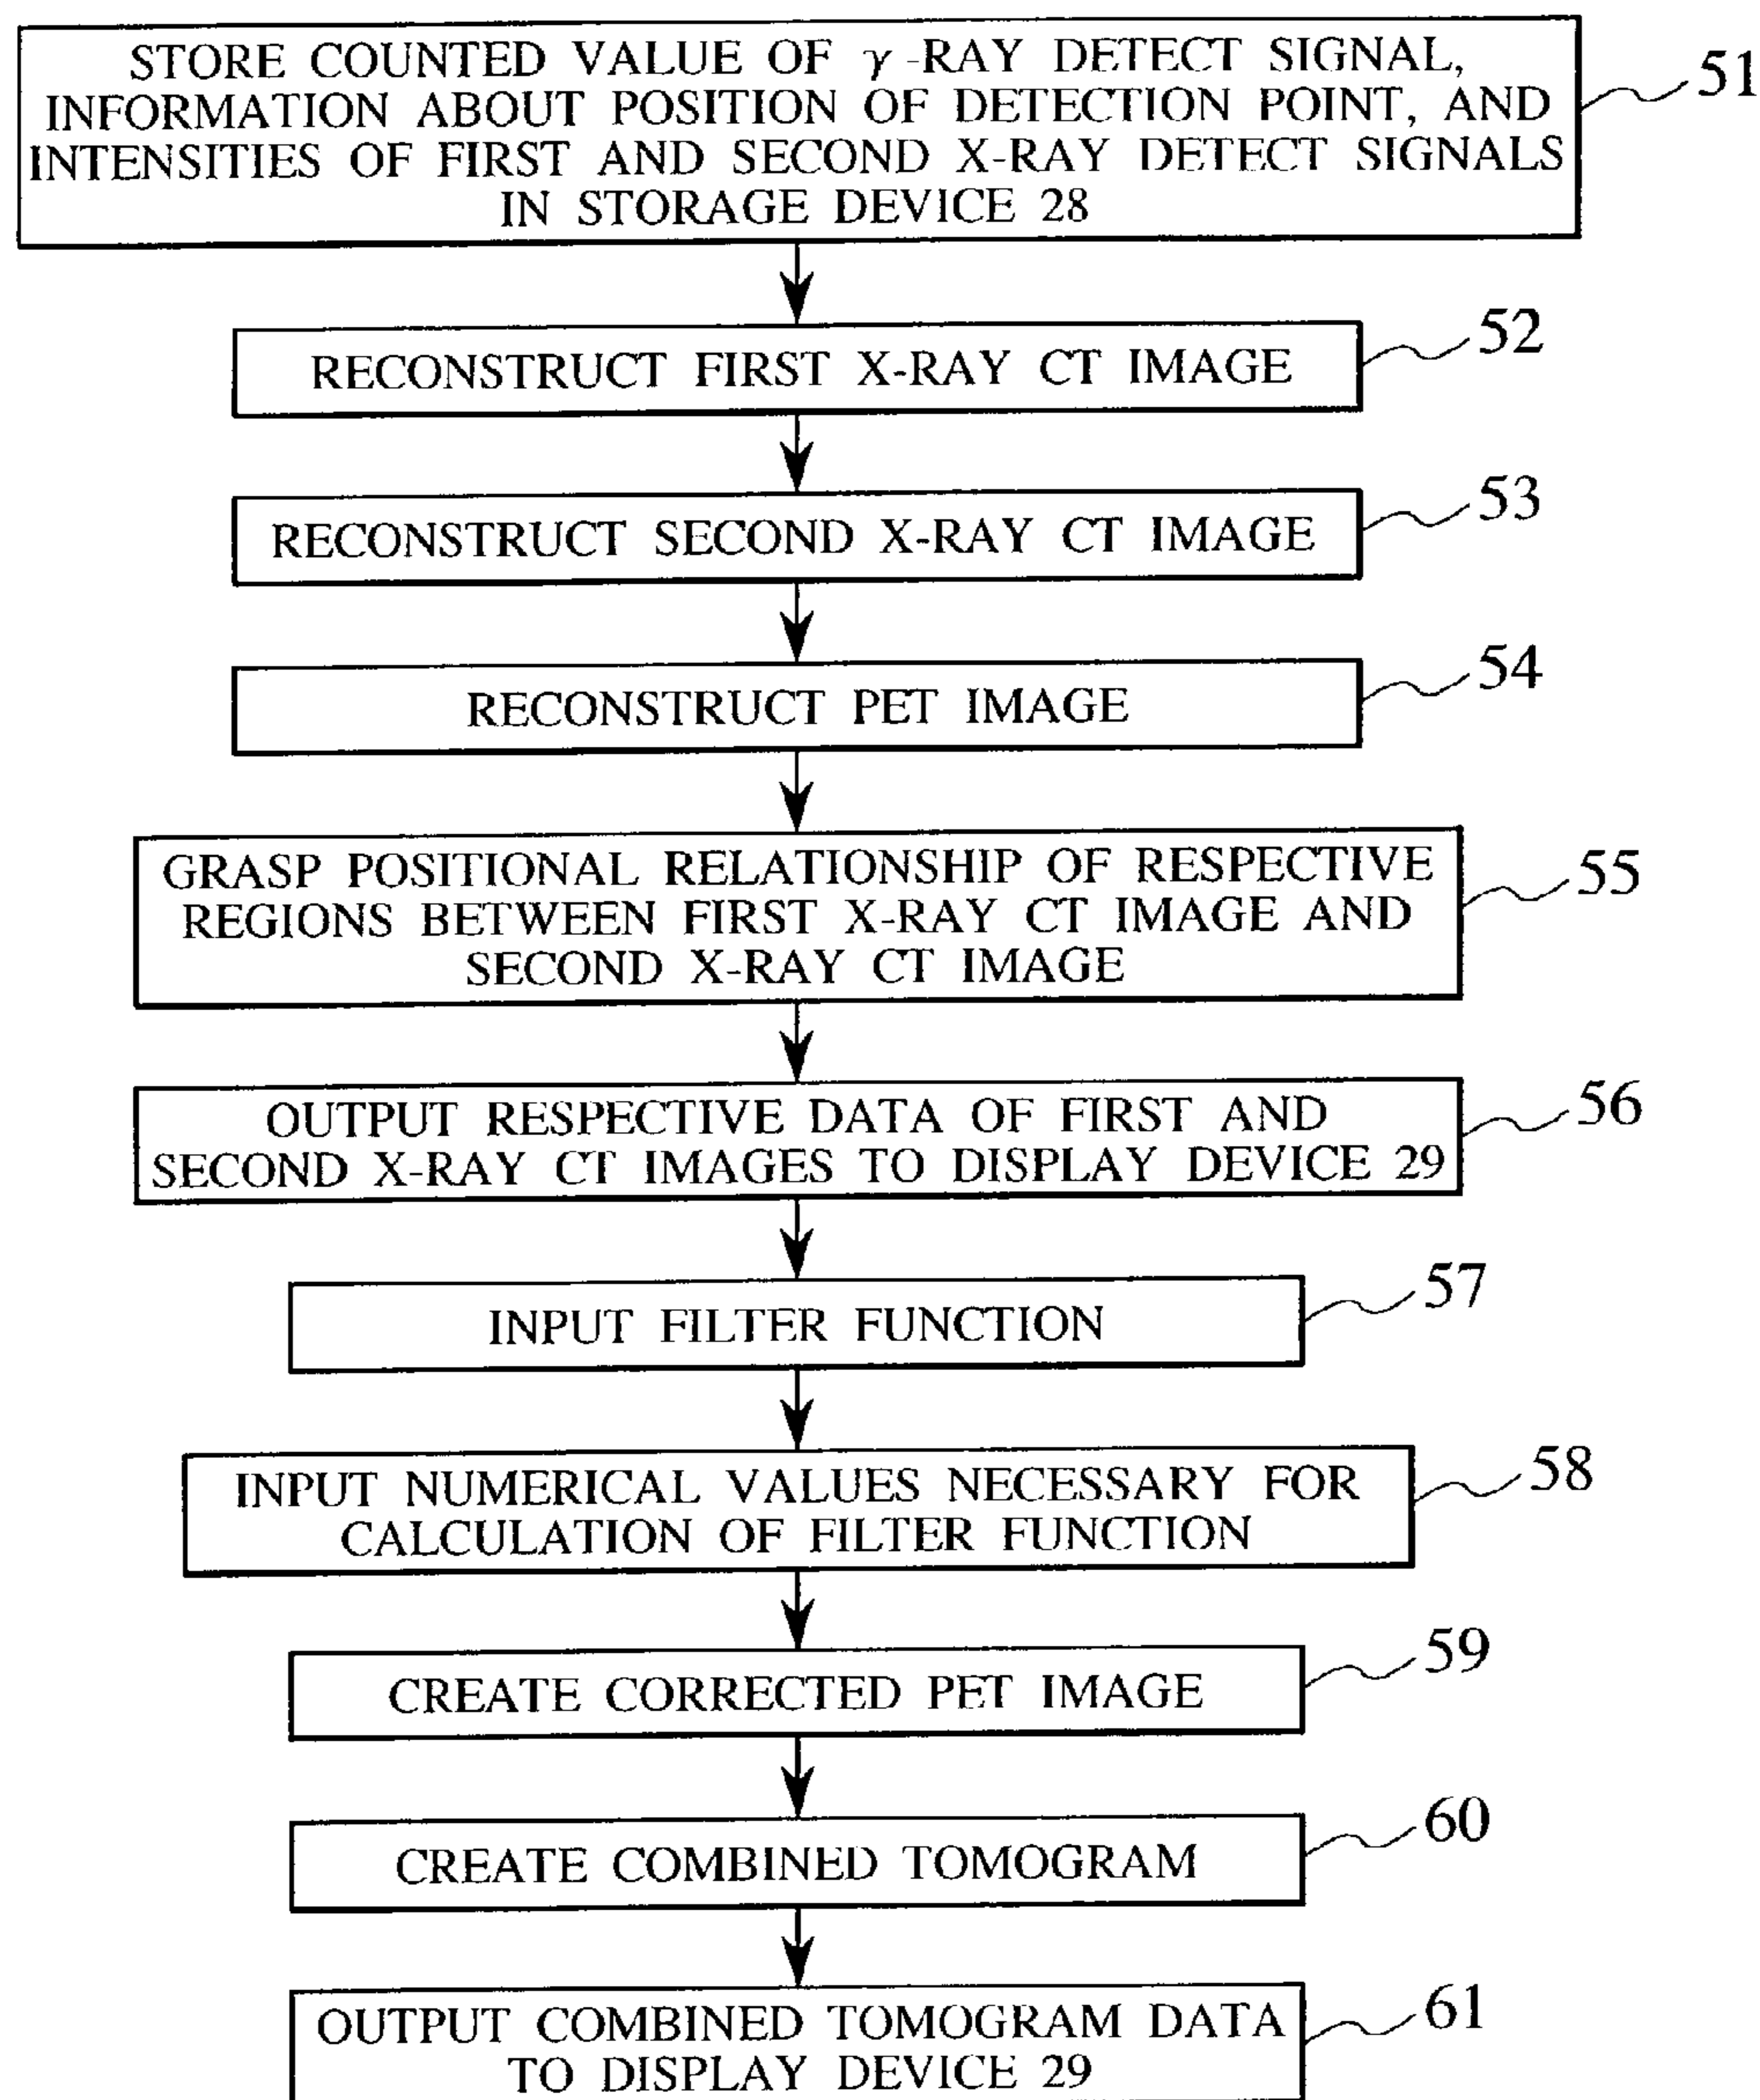 STORE COUNTED VALUE OF γ-RAY DETECT SIGNAL,
INFORMATION ABOUT POSITION OF DETECTION POINT, AND
INTENSITIES OF FIRST AND SECOND X-RAY DETECT SIGNALS
IN STORAGE DEVICE 28
51
RECONSTRUCT FIRST X-RAY CT IMAGE
52
RECONSTRUCT SECOND X-RAY CT IMAGE
53
RECONSTRUCT PET IMAGE
54
GRASP POSITIONAL RELATIONSHIP OF RESPECTIVE
REGIONS BETWEEN FIRST X-RAY CT IMAGE AND
SECOND X-RAY CT IMAGE
55
OUTPUT RESPECTIVE DATA OF FIRST AND
SECOND X-RAY CT IMAGES TO DISPLAY DEVICE 29
56
INPUT FILTER FUNCTION
57
INPUT NUMERICAL VALUES NECESSARY FOR
CALCULATION OF FILTER FUNCTION
58
CREATE CORRECTED PET IMAGE
59
CREATE COMBINED TOMOGRAM
60
OUTPUT COMBINED TOMOGRAM DATA
TO DISPLAY DEVICE 29
61